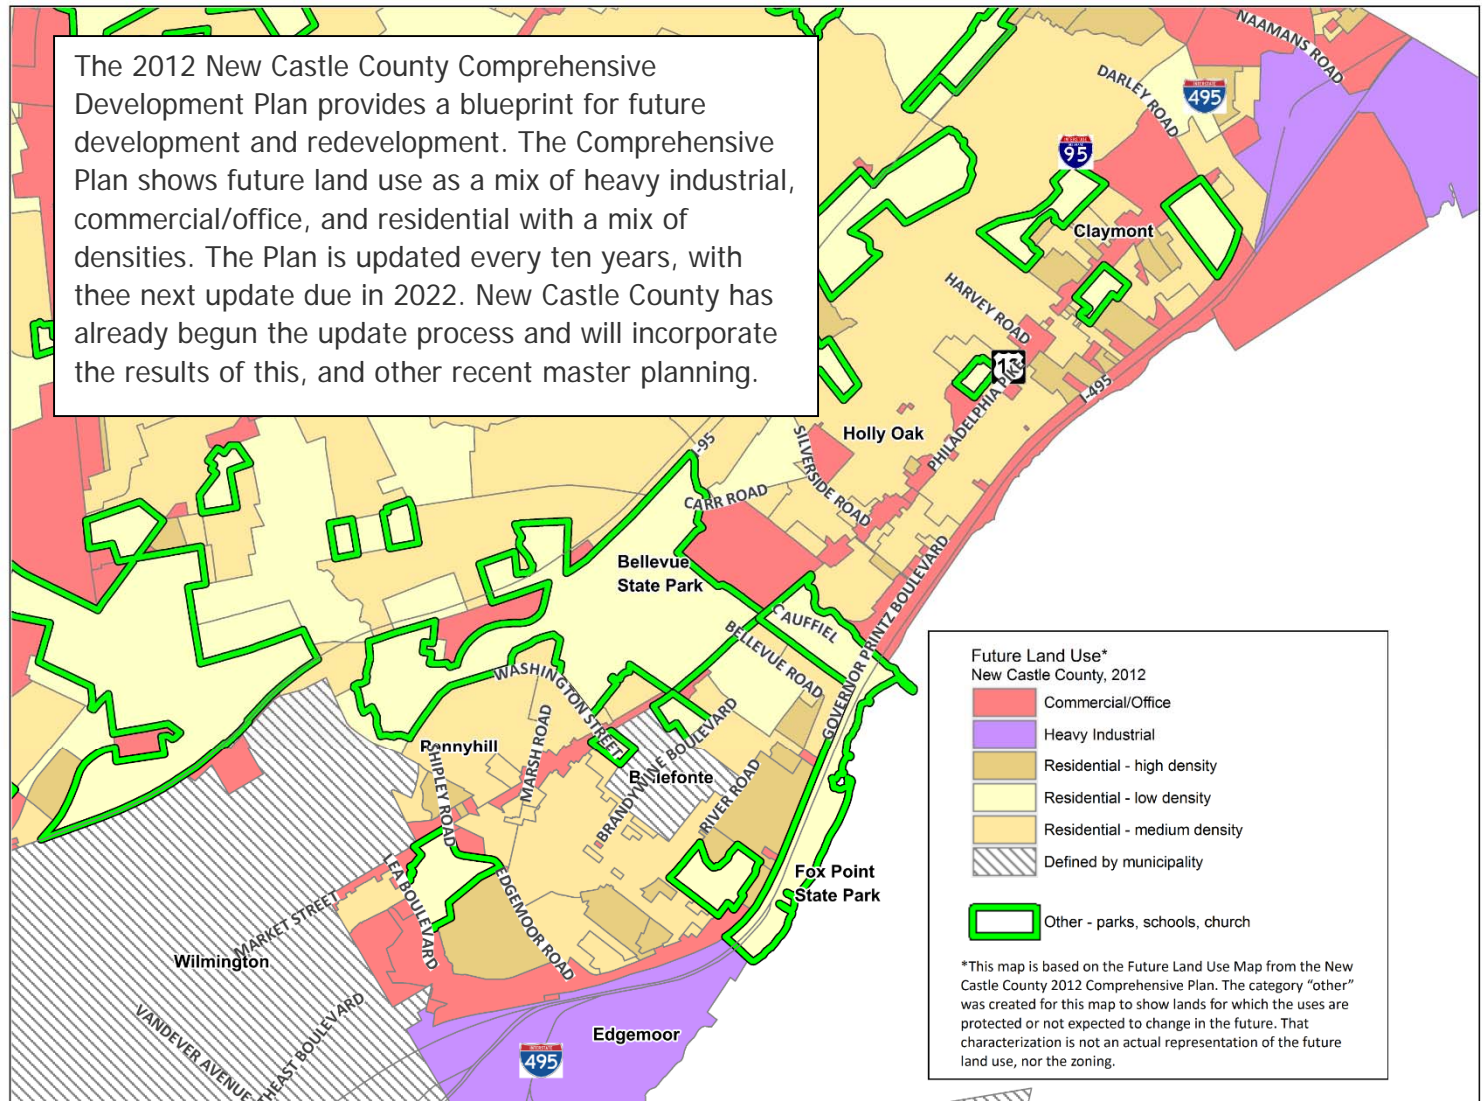 The 2012 New Castle County Comprehensive
Development Plan provides a blueprint for future
development and redevelopment. The Comprehensive
Plan shows future land use as a mix of heavy industrial,
commercial/office, and residential with a mix of
densities. The Plan is updated every ten years, with
thee next update due in 2022. New Castle County has
already begun the update process and will incorporate
the results of this, and other recent master planning.
NAAMANS ROAD
DARLEY ROAD
495
95
Claymont
HARVEY ROAD
PHILADELPHIA PIKE
I-495
Holly Oak
SILVERSIDE ROAD
I-95
CARR ROAD
Bellevue
State Park
CAUFFIEL
BELLEVUE ROAD
GOVERNOR PRINTZ BOULEVARD
WASHINGTON STREET
MARSH ROAD
SHIPLEY ROAD
BRANDYWINE BOULEVARD
RIVER ROAD
Fox Point
State Park
LEA BOULEVARD
EDGEMOOR ROAD
MARKET STREET
Wilmington
VANDEVER AVENUE
Edgemoor
495
Future Land Use*
New Castle County, 2012
Commercial/Office
Heavy Industrial
Residential - high density
Residential - low density
Residential - medium density
Defined by municipality
Other - parks, schools, church
*This map is based on the Future Land Use Map from the New
Castle County 2012 Comprehensive Plan. The category “other”
was created for this map to show lands for which the uses are
protected or not expected to change in the future. That
characterization is not an actual representation of the future
land use, nor the zoning.